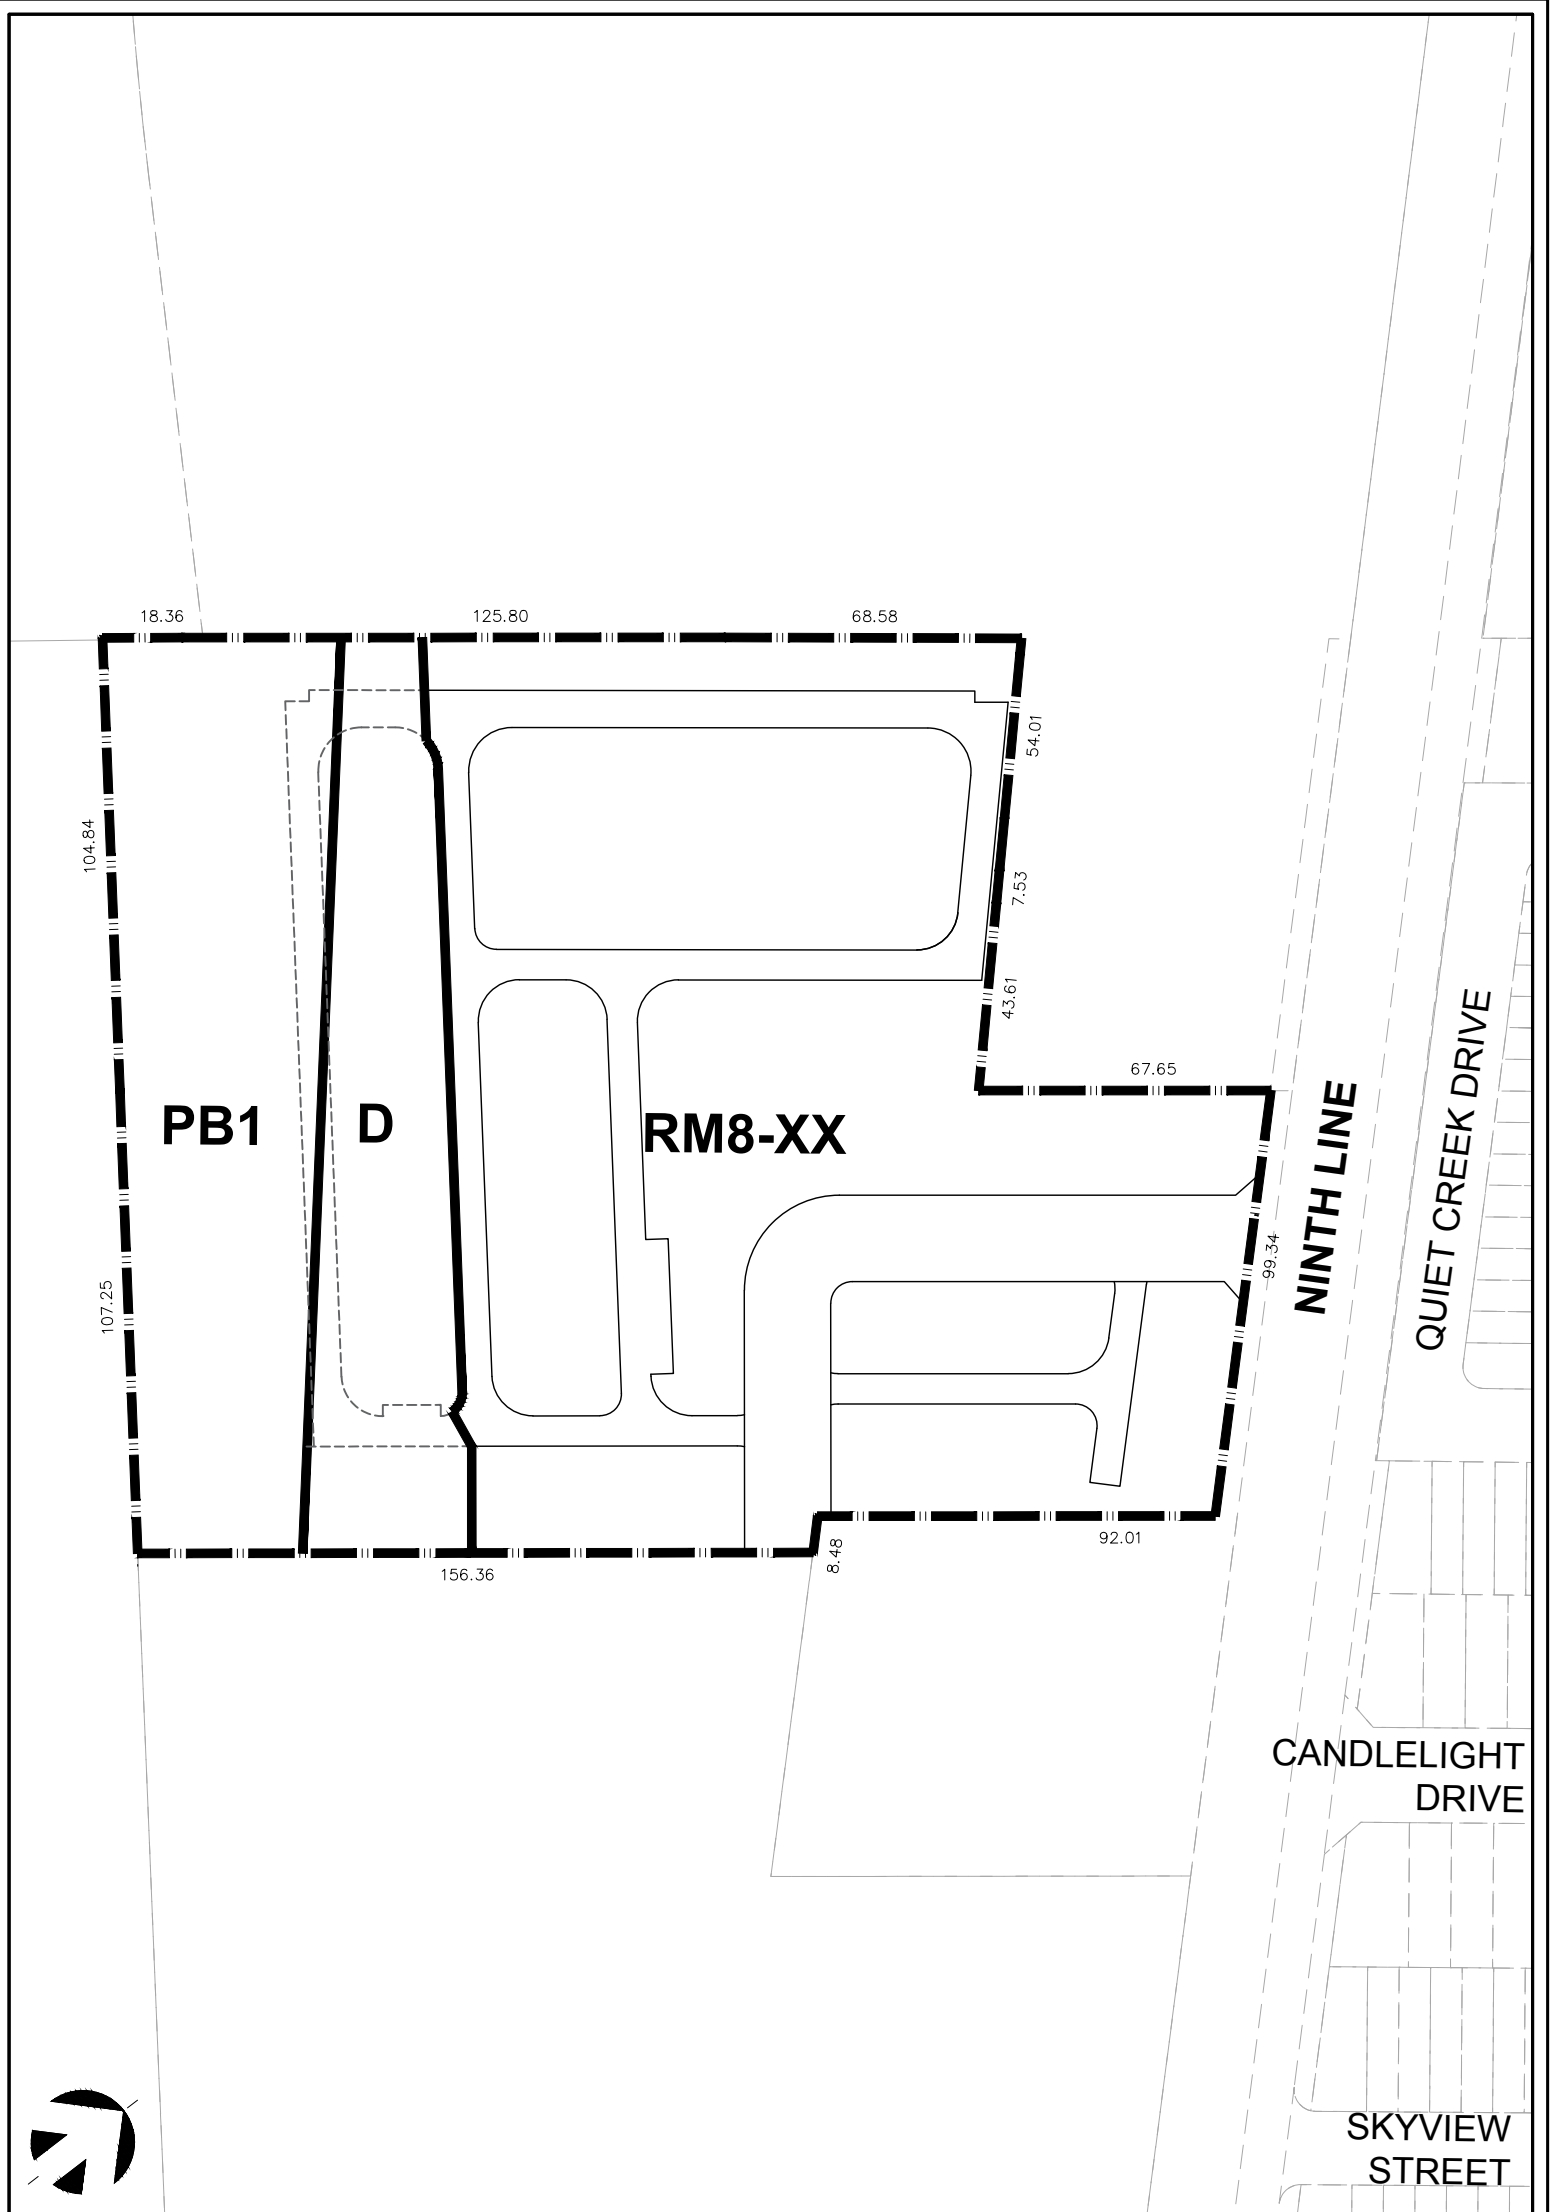 18.36
125.80
68.58
54.01
104.84
7.53
43.61
67.65
PB1
D
RM8-XX
NINTH LINE
QUIET CREEK DRIVE
99.34
107.25
92.01
8.48
156.36
CANDLELIGHT
DRIVE
SKYVIEW
STREET